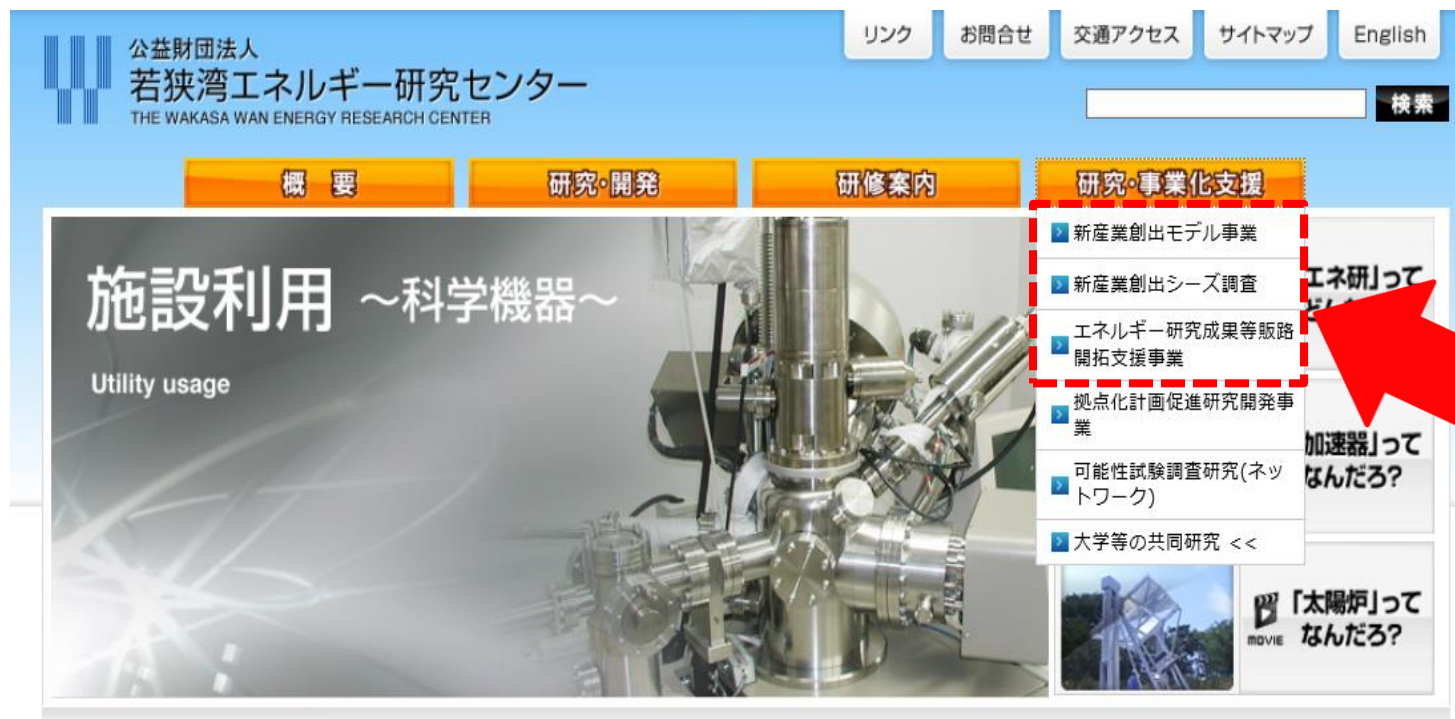 リンク
お問合せ
交通アクセス
サイトマップ
English
公益財団法人
若狭湾エネルギー研究センター
THE WAKASA WAN ENERGY RESEARCH CENTER
検索
概 要
研究・開発
研修案内
研究・事業化支援
施設利用 ～科学機器～
Utility usage
新産業創出モデル事業
新産業創出シーズ調査
エネルギー研究成果等販路
開拓支援事業
拠点化計画促進研究開発事
業
可能性試験調査研究(ネッ
トワーク)
大学等の共同研究 <<
エネ研」って
加速器」って
なんだろ?
MOVIE
「太陽炉」って
なんだろ?